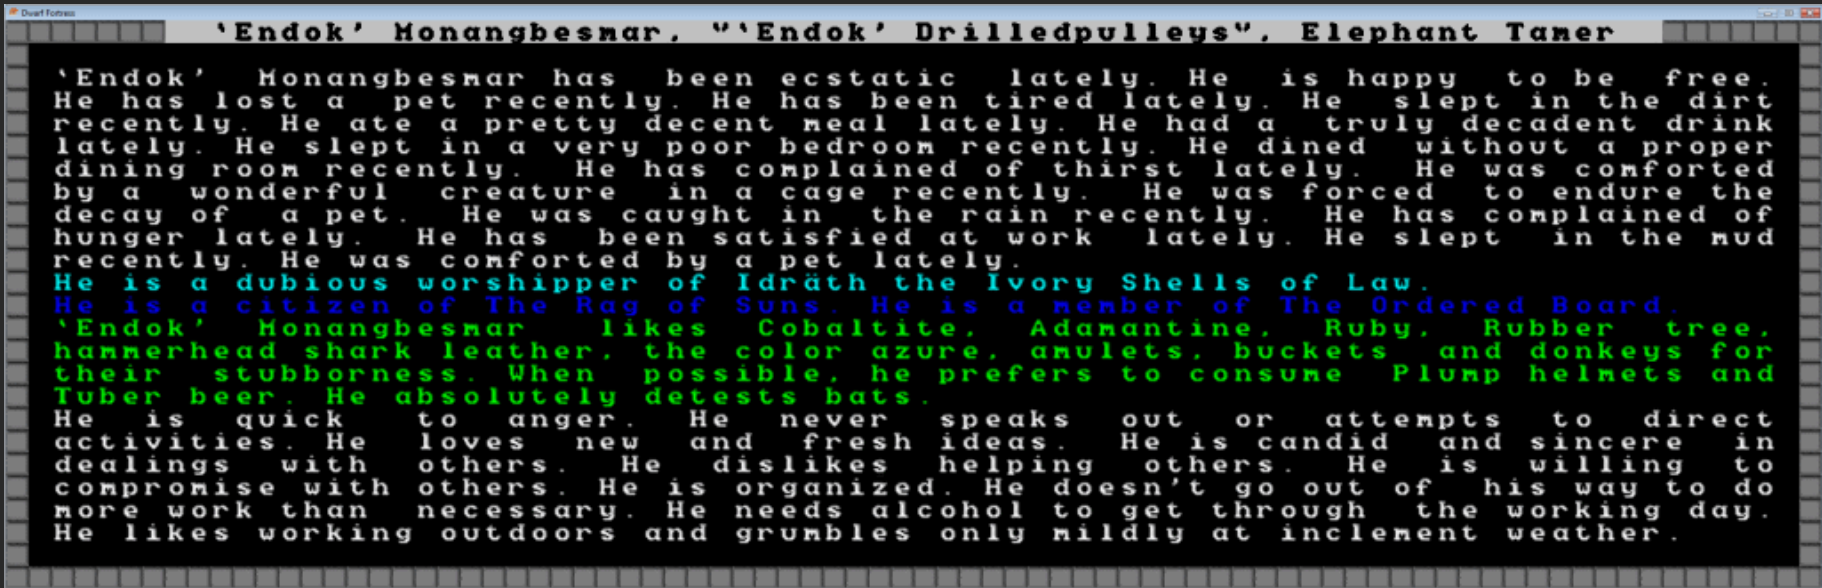 Dwarf Fortress
`Endok' Monangbesmar, "`Endok' Drilledpulleys", Elephant Tamer
`Endok' Monangbesmar has been ecstatic lately. He is happy to be free.
He has lost a pet recently. He has been tired lately. He slept in the dirt
recently. He ate a pretty decent meal lately. He had a truly decadent drink
lately. He slept in a very poor bedroom recently. He dined without a proper
dining room recently. He has complained of thirst lately. He was comforted
by a wonderful creature in a cage recently. He was forced to endure the
decay of a pet. He was caught in the rain recently. He has complained of
hunger lately. He has been satisfied at work lately. He slept in the mud
recently. He was comforted by a pet lately.
He is a dubious worshipper of Idräth the Ivory Shells of Law.
He is a citizen of The Rag of Suns. He is a member of The Ordered Board.
`Endok' Monangbesmar likes Cobaltite, Adamantine, Ruby, Rubber tree,
hammerhead shark leather, the color azure, amulets, buckets and donkeys for
their stubborness. When possible, he prefers to consume Plump helmets and
Tuber beer. He absolutely detests bats.
He is quick to anger. He never speaks out or attempts to direct
activities. He loves new and fresh ideas. He is candid and sincere in
dealings with others. He dislikes helping others. He is willing to
compromise with others. He is organized. He doesn't go out of his way to do
more work than necessary. He needs alcohol to get through the working day.
He likes working outdoors and grumbles only mildly at inclement weather.